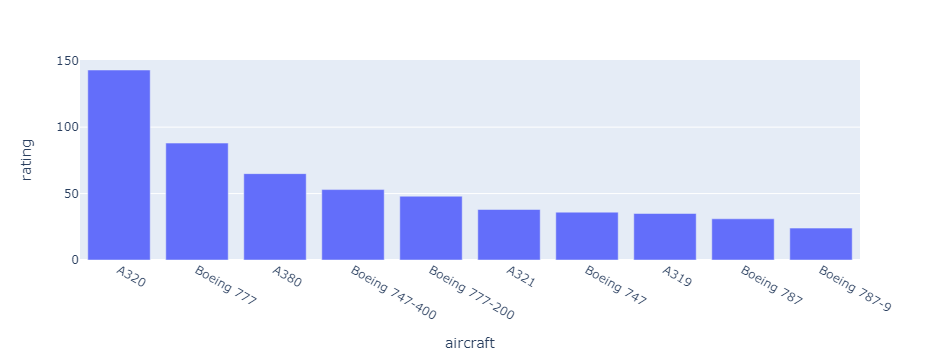 150
100
50
0
rating
A320
Boeing 777
A380
Boeing 747-400
Boeing 777-200
A321
Boeing 747
A319
Boeing 787
Boeing 787-9
aircraft